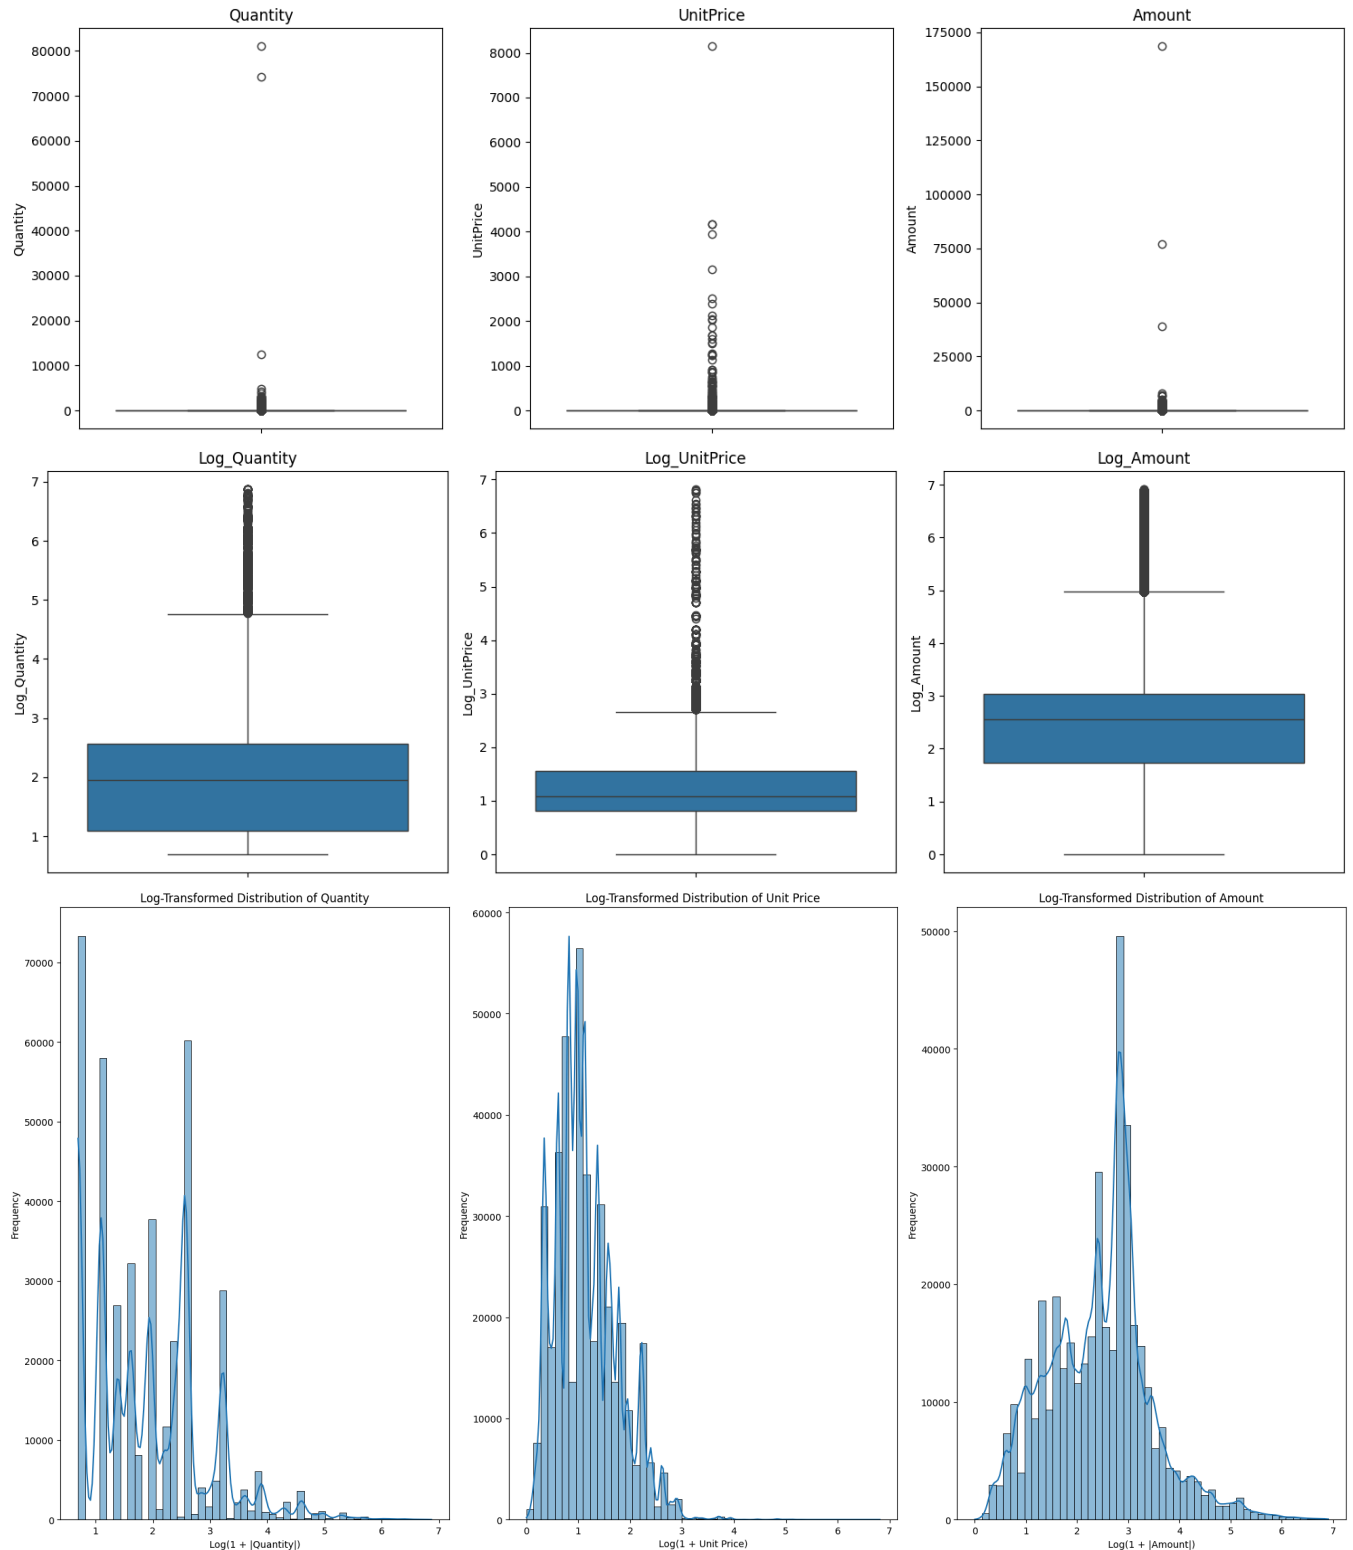 Quantity
80000
70000
60000
50000
40000
30000
20000
10000
0
Quantity
UnitPrice
8000
7000
6000
5000
4000
3000
2000
1000
0
UnitPrice
Amount
175000
150000
125000
100000
75000
50000
25000
0
Amount
Log_Quantity
7
6
5
4
3
2
1
Log_Quantity
Log_UnitPrice
7
6
5
4
3
2
1
0
Log_UnitPrice
Log_Amount
7
6
5
4
3
2
1
0
Log_Amount
Log-Transformed Distribution of Quantity
70000
60000
50000
40000
30000
20000
10000
0
Frequency
1 2 3 4 5 6 7
Log(1 + |Quantity|)
Log-Transformed Distribution of Unit Price
60000
50000
40000
30000
20000
10000
0
Frequency
0 1 2 3 4 5 6 7
Log(1 + Unit Price)
Log-Transformed Distribution of Amount
50000
40000
30000
20000
10000
0
Frequency
0 1 2 3 4 5 6 7
Log(1 + |Amount|)